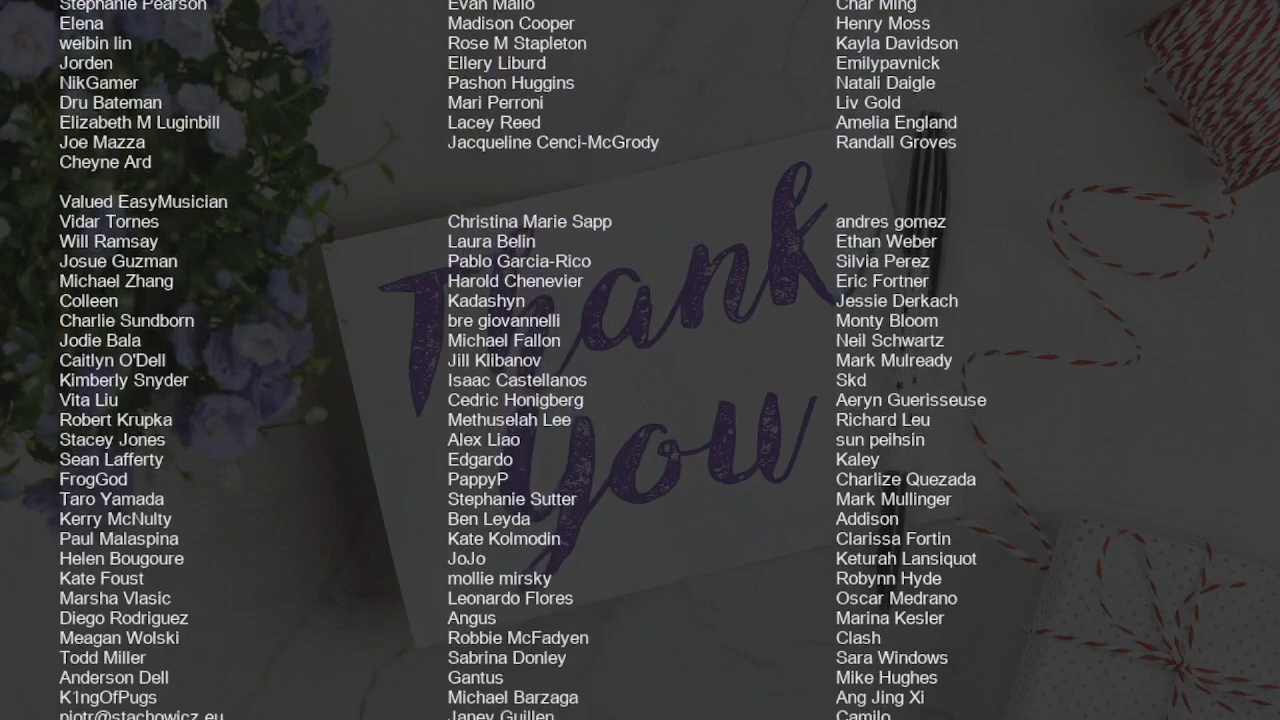 Stephanie Pearson
Elena
weibin lin
Jorden
NikGamer
Dru Bateman
Elizabeth M Luginbill
Joe Mazza
Cheyne Ard
Evan Mallo
Madison Cooper
Rose M Stapleton
Ellery Liburd
Pashon Huggins
Mari Perroni
Lacey Reed
Jacqueline Cenci-McGrody
Char Ming
Henry Moss
Kayla Davidson
Emilypavnick
Natali Daigle
Liv Gold
Amelia England
Randall Groves
Valued EasyMusician
Vidar Tornes
Will Ramsay
Josue Guzman
Michael Zhang
Colleen
Charlie Sundborn
Jodie Bala
Caitlyn O'Dell
Kimberly Snyder
Vita Liu
Robert Krupka
Stacey Jones
Sean Lafferty
FrogGod
Taro Yamada
Kerry McNulty
Paul Malaspina
Helen Bougoure
Kate Foust
Marsha Vlasic
Diego Rodriguez
Meagan Wolski
Todd Miller
Anderson Dell
K1ngOfPugs
piotr@stachowicz.eu
Christina Marie Sapp
Laura Belin
Pablo Garcia-Rico
Harold Chenevier
Kadashyn
bre giovannelli
Michael Fallon
Jill Klibanov
Isaac Castellanos
Cedric Honigberg
Methuselah Lee
Alex Liao
Edgardo
PappyP
Stephanie Sutter
Ben Leyda
Kate Kolmodin
JoJo
mollie mirsky
Leonardo Flores
Angus
Robbie McFadyen
Sabrina Donley
Gantus
Michael Barzaga
Janey Guillen
andres gomez
Ethan Weber
Silvia Perez
Eric Fortner
Jessie Derkach
Monty Bloom
Neil Schwartz
Mark Mulready
Skd
Aeryn Guerisseuse
Richard Leu
sun peihsin
Kaley
Charlize Quezada
Mark Mullinger
Addison
Clarissa Fortin
Keturah Lansiquot
Robynn Hyde
Oscar Medrano
Marina Kesler
Clash
Sara Windows
Mike Hughes
Ang Jing Xi
Camilo
Thank
you